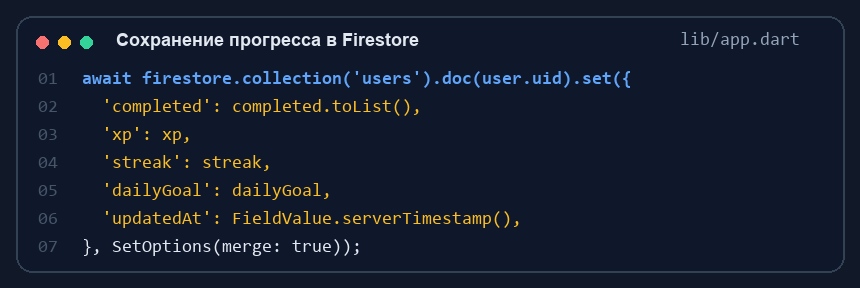 Сохранение прогресса в Firestore lib/app.dart
01 await firestore.collection('users').doc(user.uid).set({
02   'completed': completed.toList(),
03   'xp': xp,
04   'streak': streak,
05   'dailyGoal': dailyGoal,
06   'updatedAt': FieldValue.serverTimestamp(),
07 }, SetOptions(merge: true));